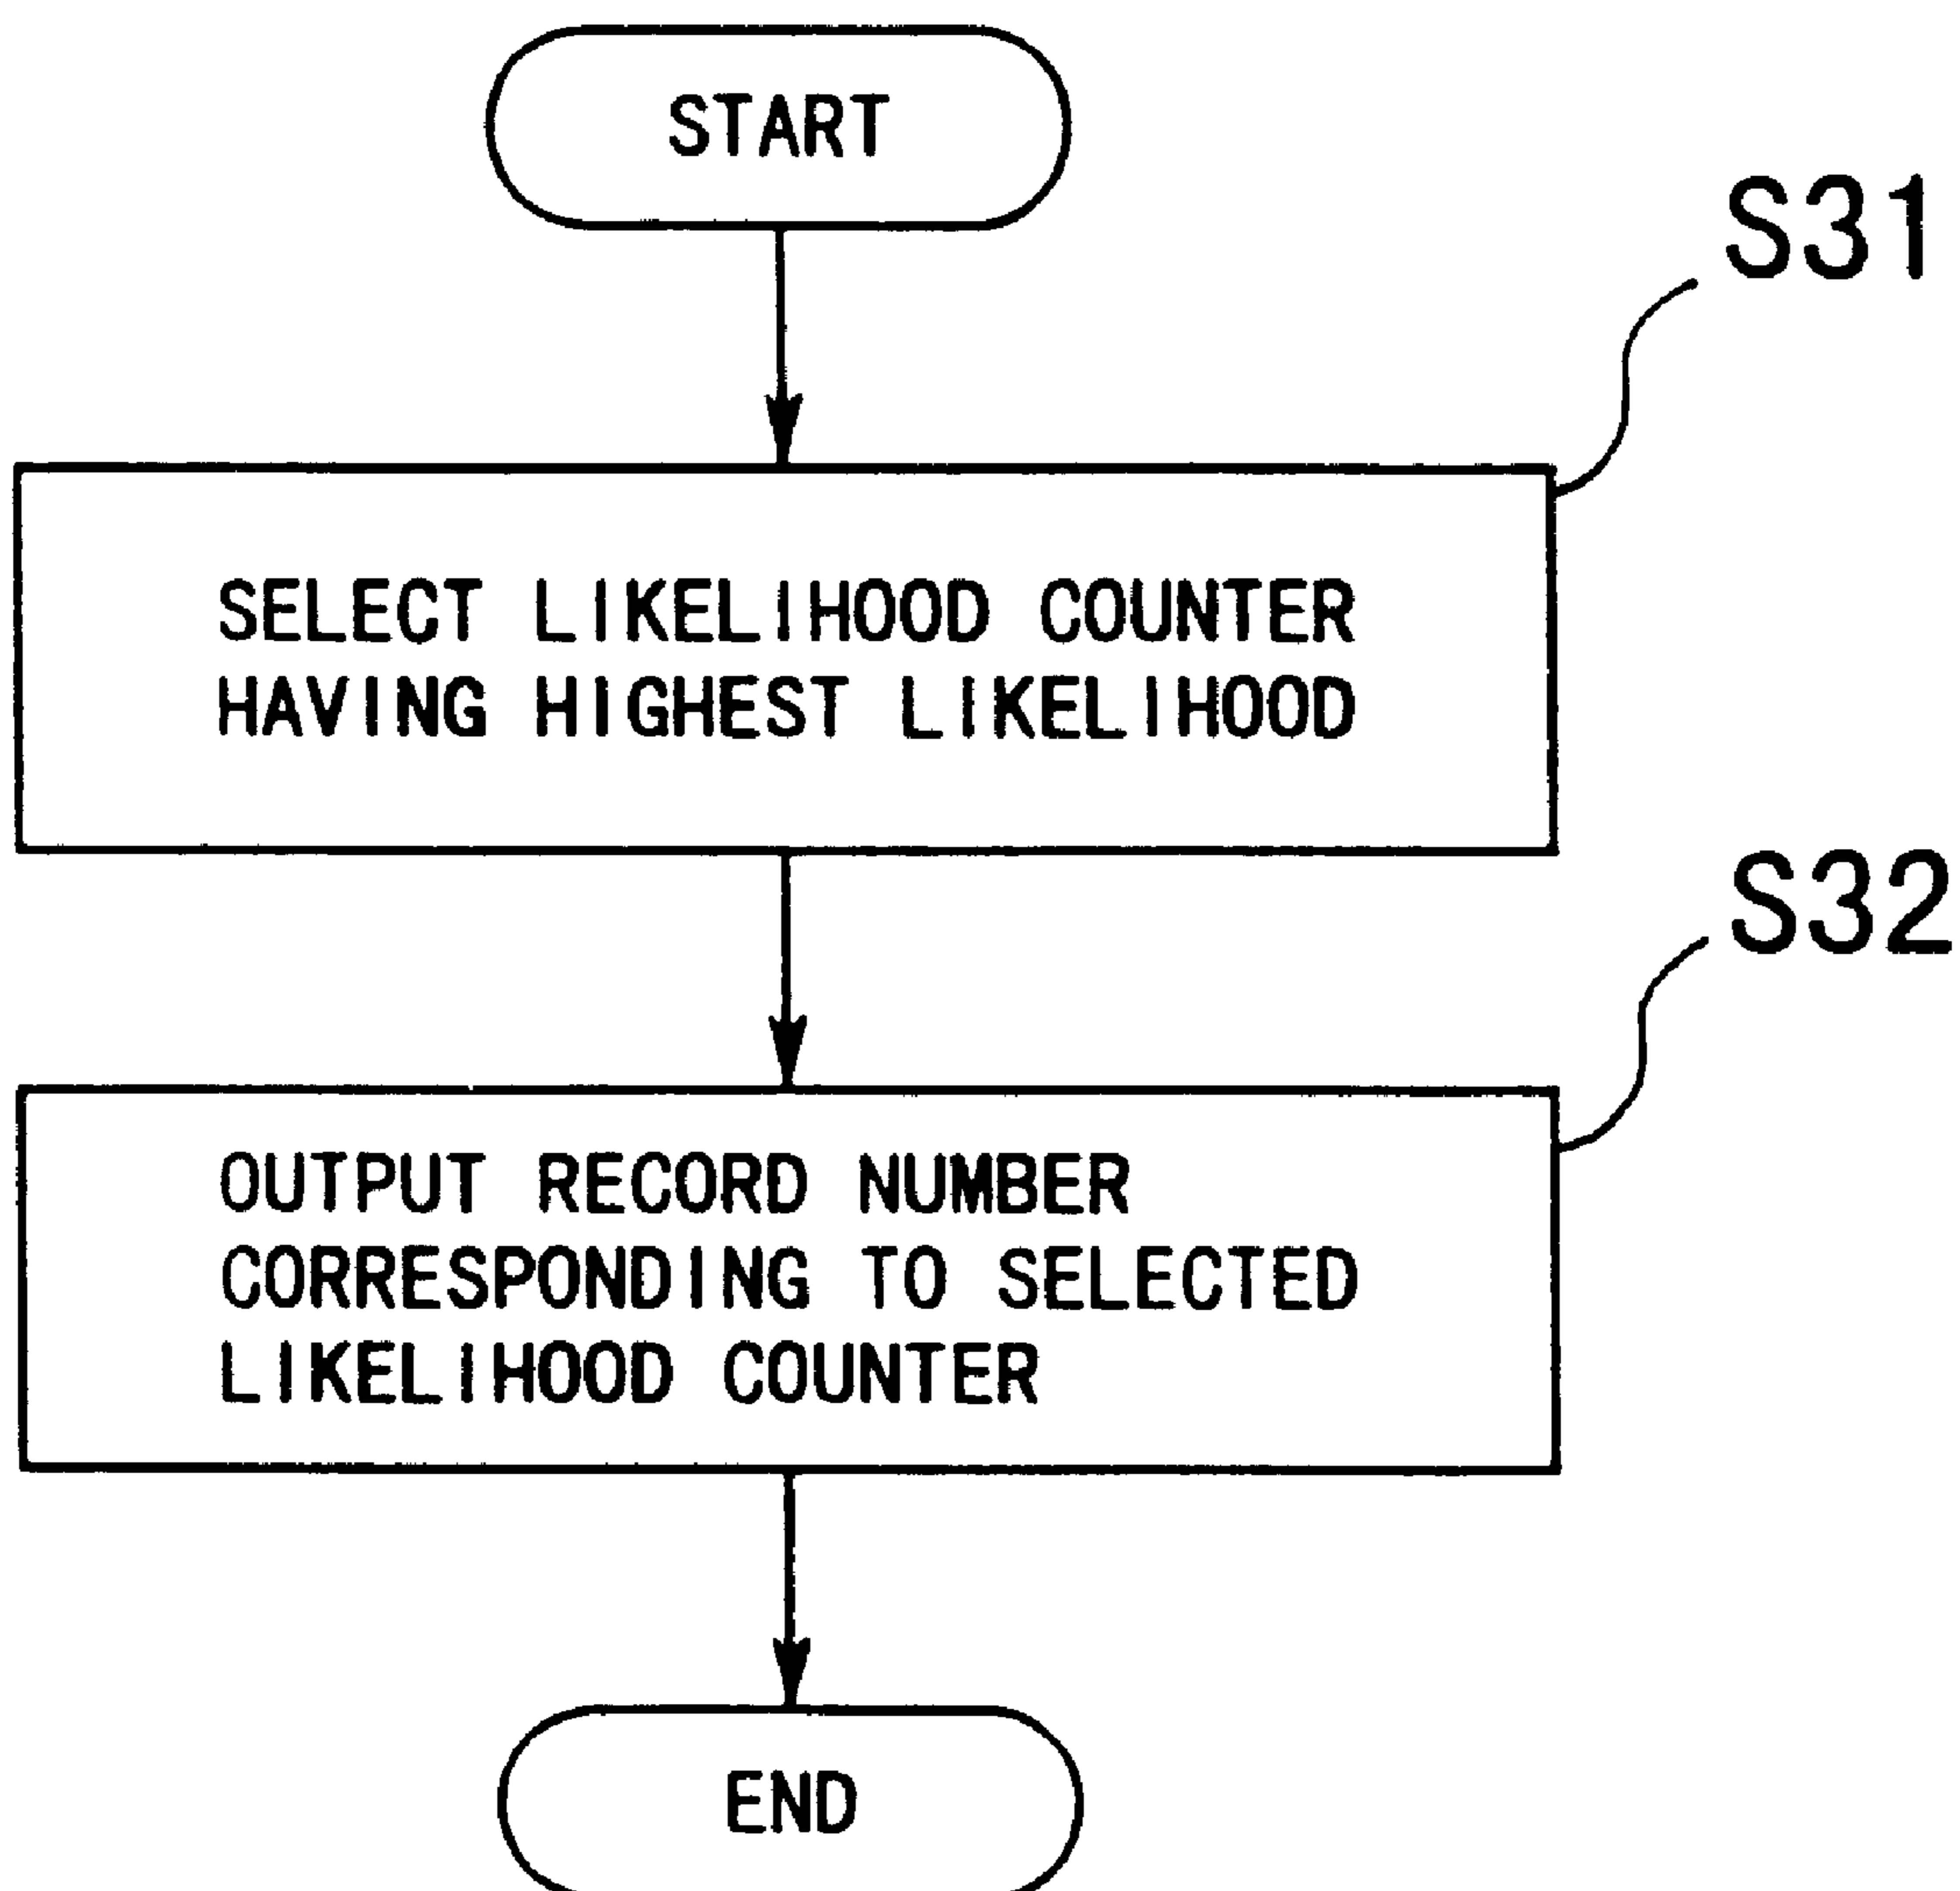 START
S31
SELECT LIKELIHOOD COUNTER
HAVING HIGHEST LIKELIHOOD
S32
OUTPUT RECORD NUMBER
CORRESPONDING TO SELECTED
LIKELIHOOD COUNTER
END